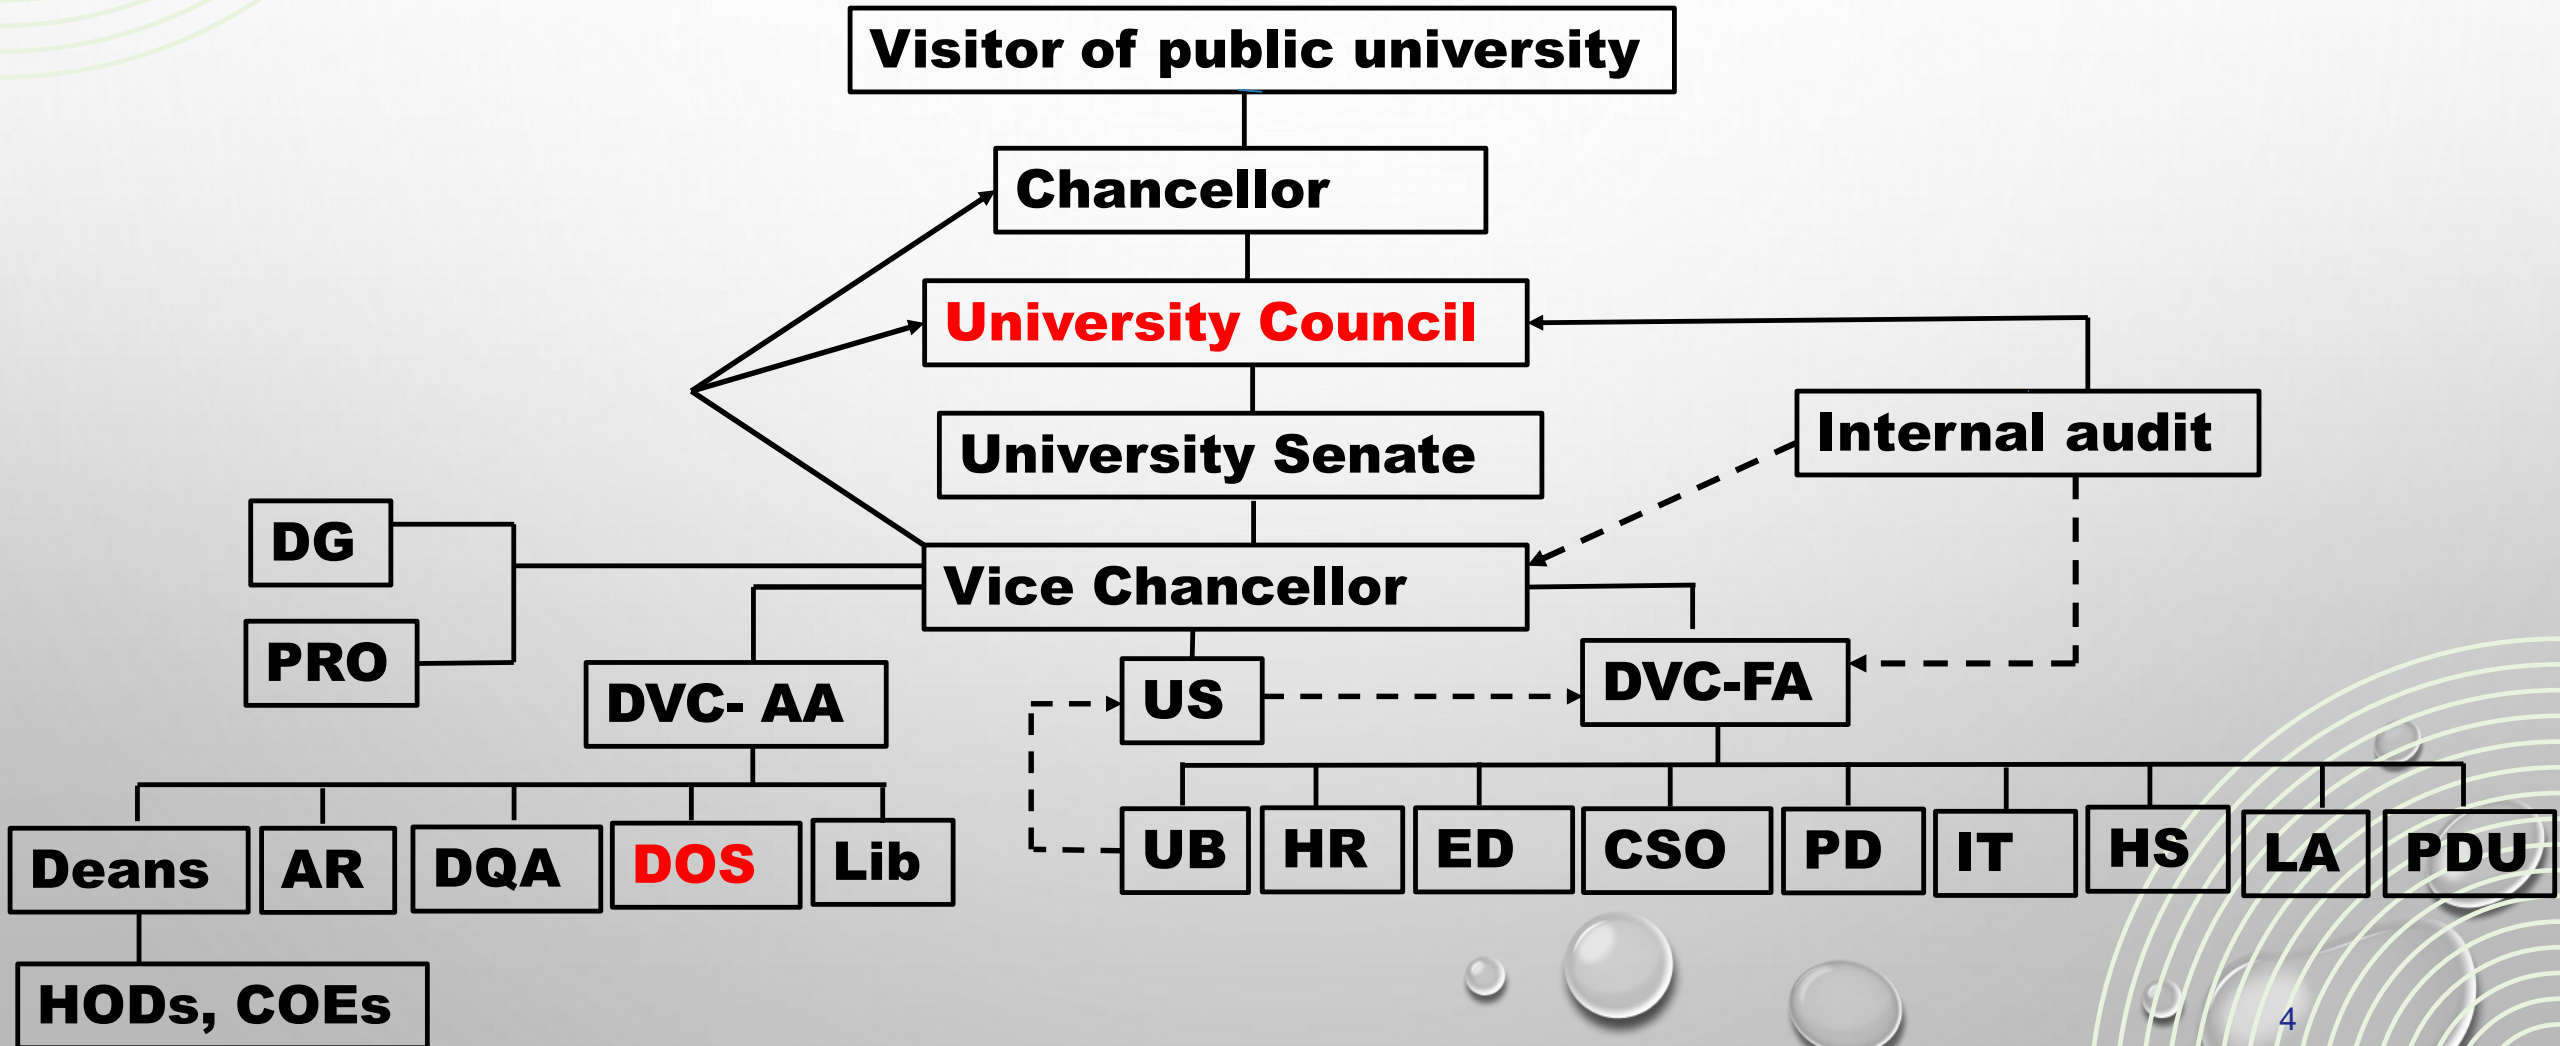 Visitor of public university
Chancellor
University Council
University Senate
Internal audit
DG
Vice Chancellor
PRO
DVC- AA
US
DVC-FA
Deans
AR
DQA
DOS
Lib
UB
HR
ED
CSO
PD
IT
HS
LA
PDU
HODs, COEs
4